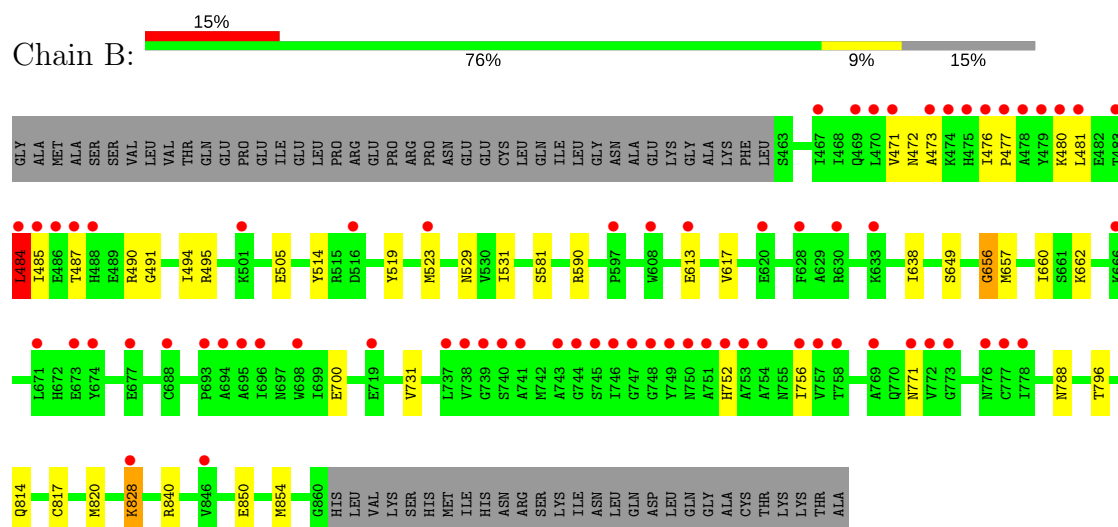 15%
Chain B:
76% 9% 15%
GLY ALA MET ALA SER SER VAL LEU VAL THR GLN GLU PRO GLU ILE GLU LEU PRO ARG GLU PRO ARG PRO ASN GLU GLU CYS LEU GLN ILE LEU GLY ASN ALA GLU LYS GLY ALA LYS PHE LEU S463 I467 I468 Q469 L470 V471 N472 A473 K474 H475 I476 P477 A478 Y479 K480 L481 E482 T483
L484 I485 E486 T487 H488 E489 R490 G491 I494 R495 K501 E505 Y514 R515 D516 Y519 M523 N529 V530 I531 S581 R590 P597 W608 E613 V617 E620 F628 A629 R630 K633 I638 S649 G656 M657 I660 S661 K662 K666
L671 H672 E673 Y674 E677 C688 P693 A694 A695 I696 N697 W698 I699 E700 E719 V731 L737 V738 G739 S740 A741 M742 A743 G744 S745 I746 G747 G748 Y749 N750 A751 H752 A753 A754 N755 I756 V757 T758 A769 Q770 N771 V772 G773 N776 C777 I778 N788 T796
Q814 C817 M820 K828 R840 V846 E850 M854 G860 HIS LEU VAL LYS SER HIS MET ILE HIS ASN ARG SER LYS ILE ASN LEU GLN ASP LEU GLN GLY ALA CYS THR LYS LYS THR ALA